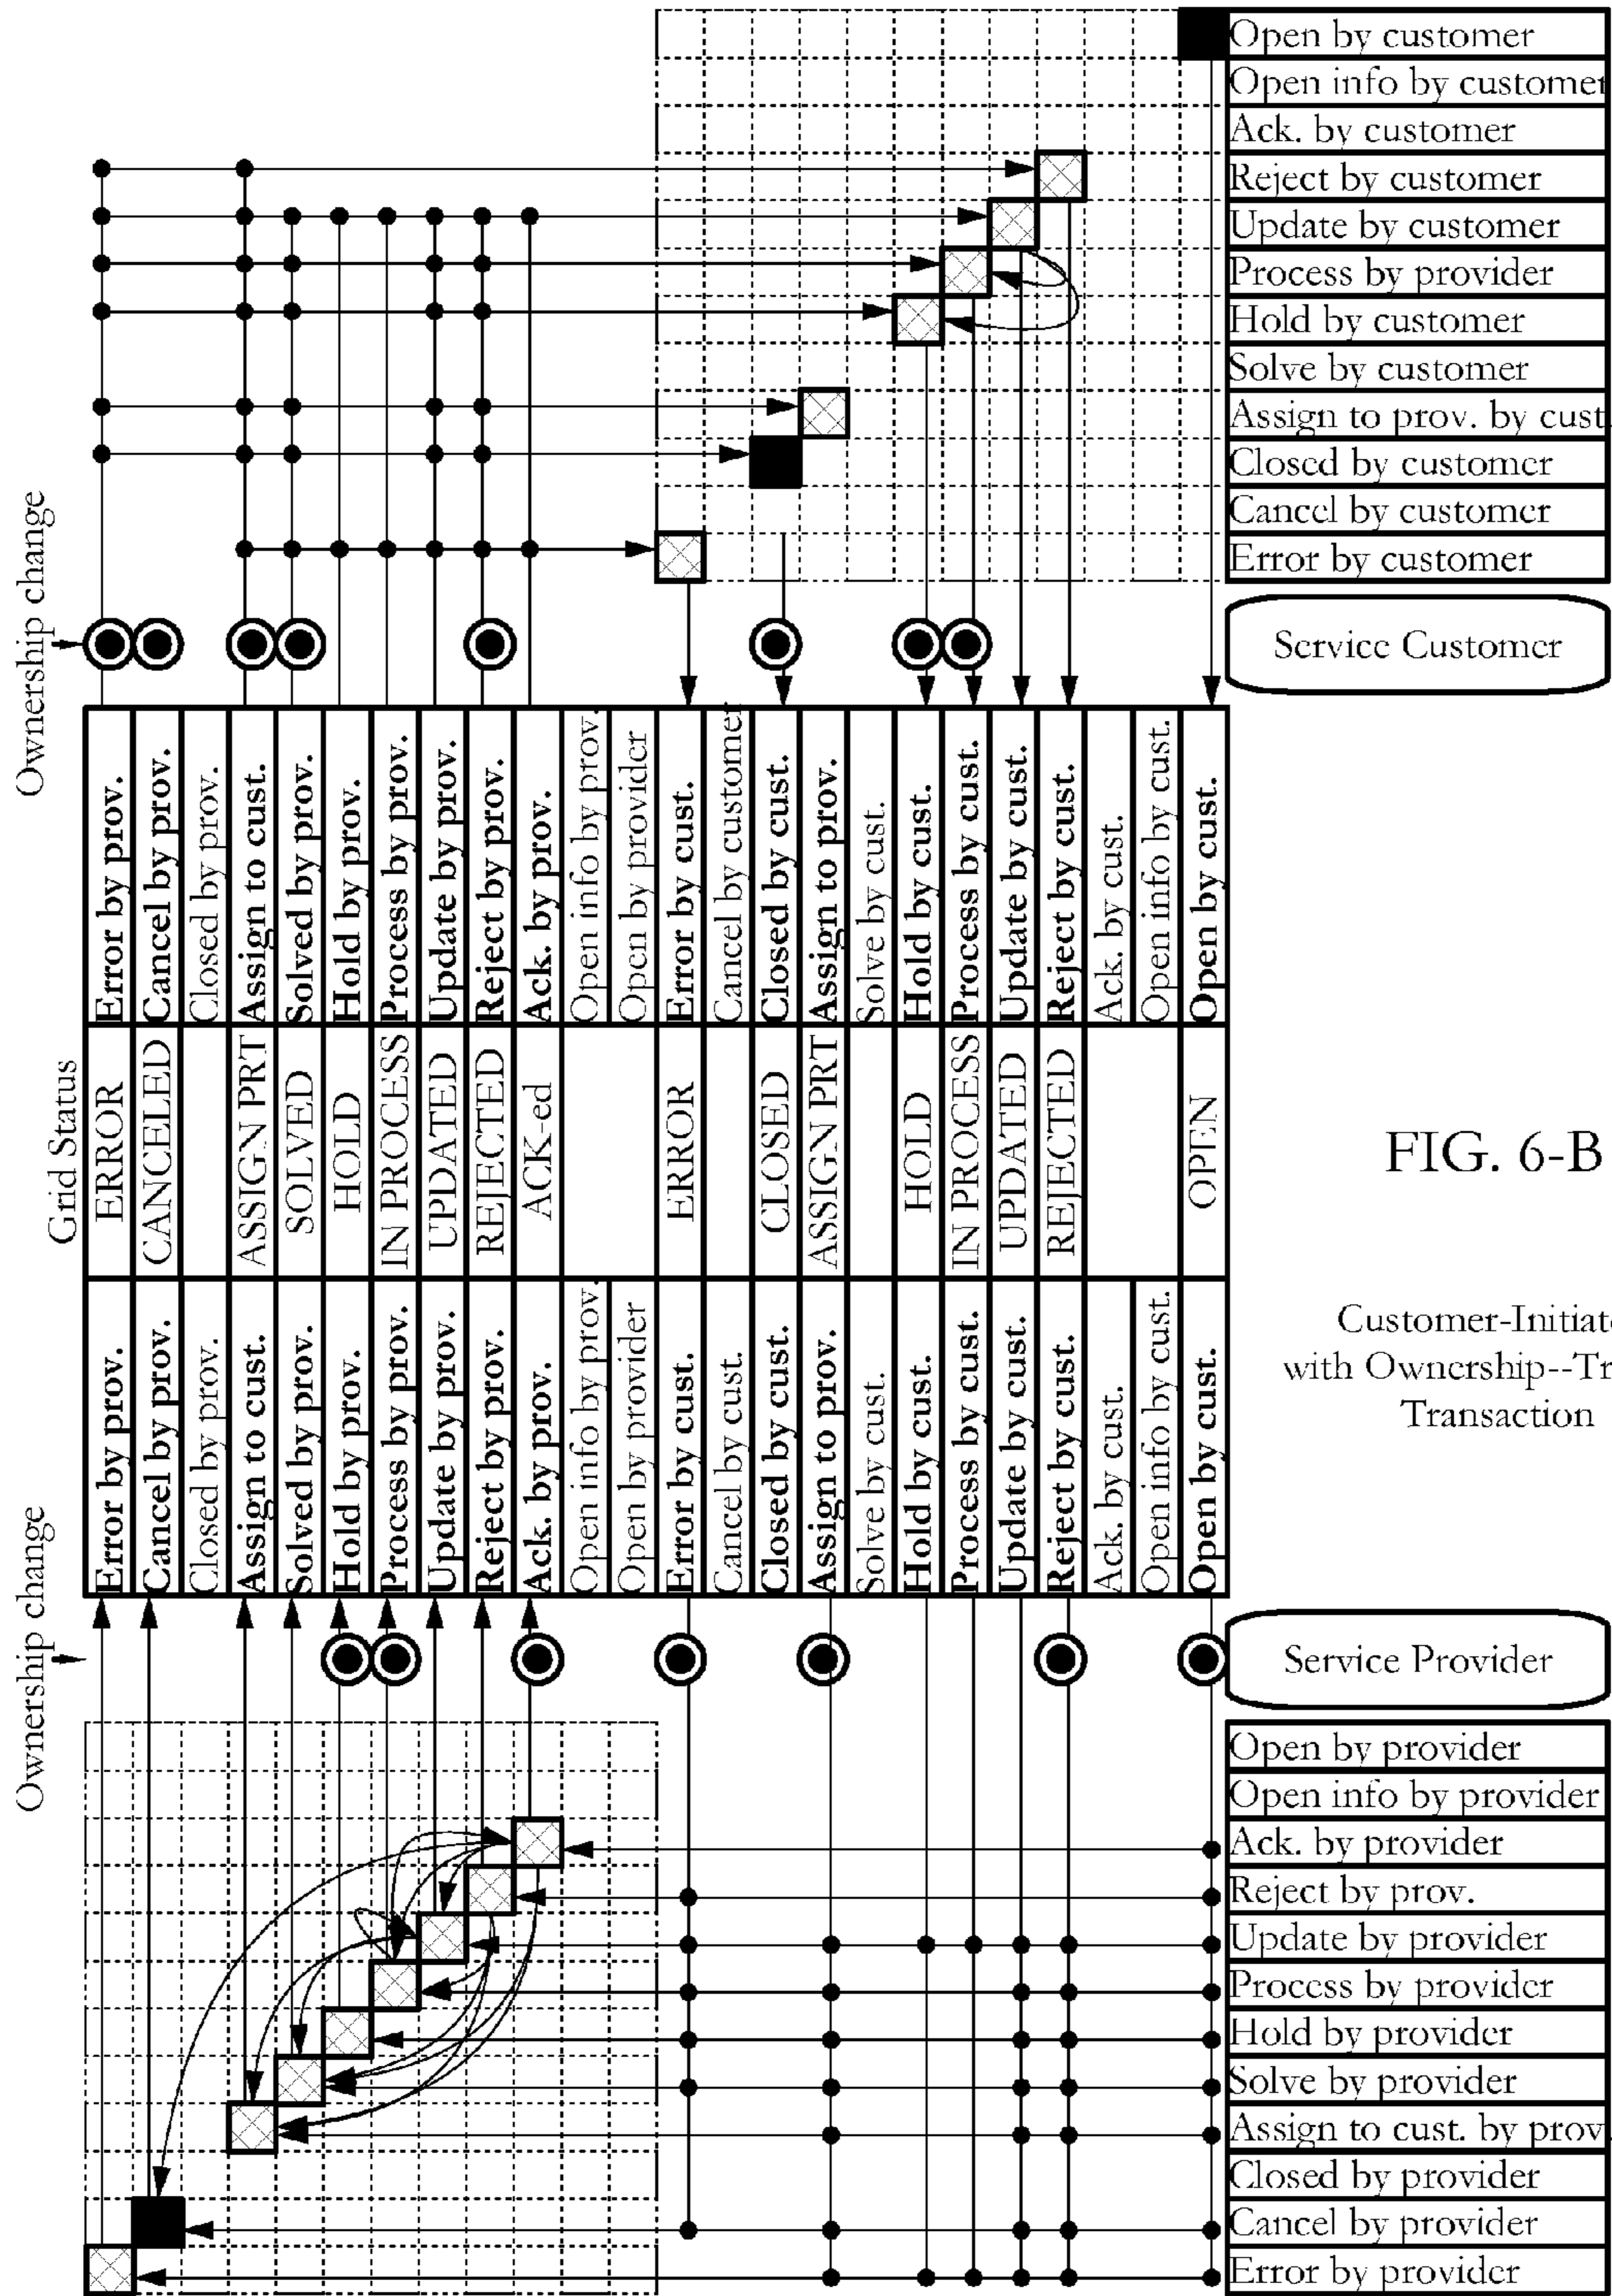 Open by customer
Open info by customer
Ack. by customer
Reject by customer
Update by customer
Process by provider
Hold by customer
Solve by customer
Assign to prov. by cust.
Closed by customer
Cancel by customer
Error by customer
Ownership change
Service Customer
Error by prov.
Cancel by prov.
Closed by prov.
Assign to cust.
Solved by prov.
Hold by prov.
Process by prov.
Update by prov.
Reject by prov.
Ack. by prov.
Open info by prov.
Open by provider
Error by cust.
Cancel by customer
Closed by cust.
Assign to prov.
Solve by cust.
Hold by cust.
Process by cust.
Update by cust.
Reject by cust.
Ack. by cust.
Open info by cust.
Open by cust.
Grid Status
ERROR
CANCELED
ASSIGN PRT
SOLVED
HOLD
IN PROCESS
UPDATED
REJECTED
ACK-ed
ERROR
CLOSED
ASSIGN PRT
HOLD
IN PROCESS
UPDATED
REJECTED
OPEN
FIG. 6-B
Error by prov.
Cancel by prov.
Closed by prov.
Assign to cust.
Solved by prov.
Hold by prov.
Process by prov.
Update by prov.
Reject by prov.
Ack. by prov.
Open info by prov.
Open by provider
Error by cust.
Cancel by cust.
Closed by cust.
Assign to prov.
Solve by cust.
Hold by cust.
Process by cust.
Update by cust.
Reject by cust.
Ack. by cust.
Open info by cust.
Open by cust.
Customer-Initiat
with Ownership--Tr
Transaction
Ownership change
Service Provider
Open by provider
Open info by provider
Ack. by provider
Reject by prov.
Update by provider
Process by provider
Hold by provider
Solve by provider
Assign to cust. by prov.
Closed by provider
Cancel by provider
Error by provider